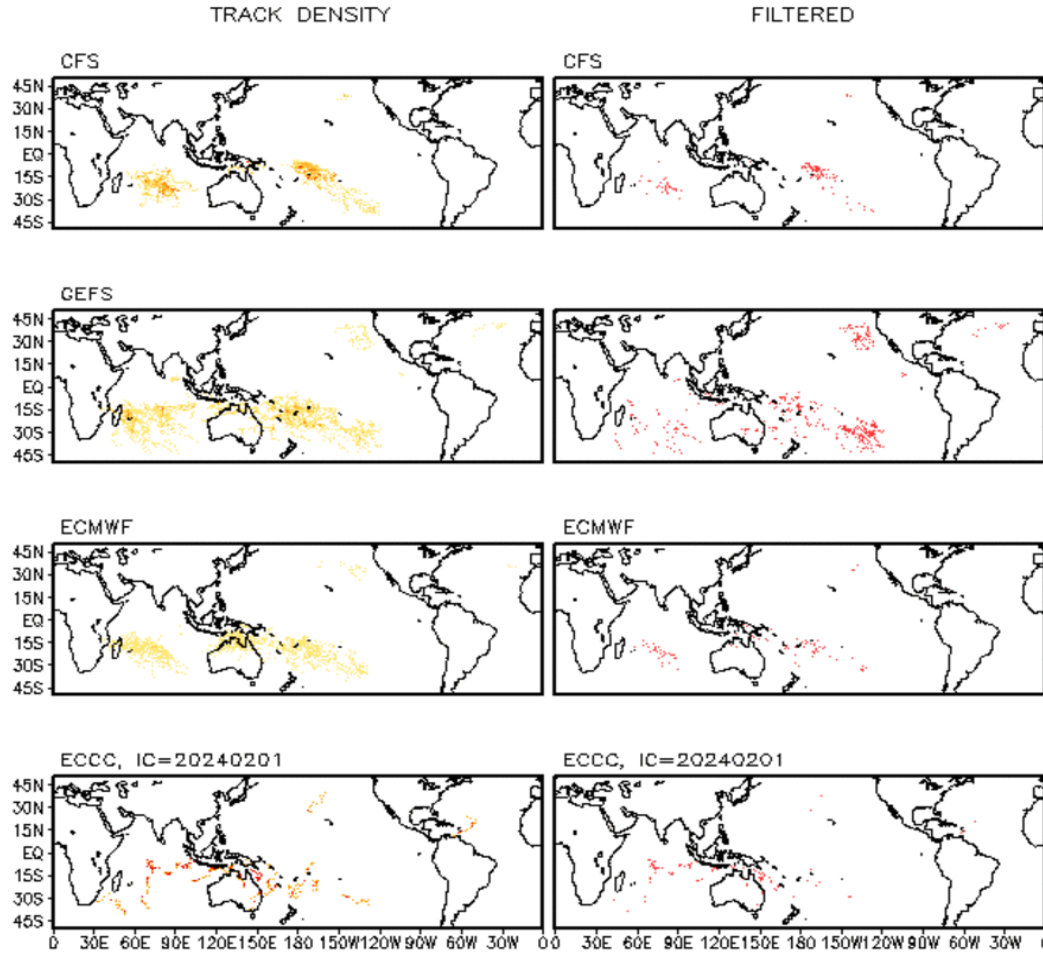 TRACK DENSITY FILTERED
CFS CFS
45N
30N
15N
EQ
15S
30S
45S
GEFS GEFS
45N
30N
15N
EQ
15S
30S
45S
ECMWF ECMWF
45N
30N
15N
EQ
15S
30S
45S
ECCC, IC=20240201 ECCC, IC=20240201
45N
30N
15N
EQ
15S
30S
45S
0 30E 60E 90E 120E 150E 180 150W 120W 90W 60W 30W 0 30E 60E 90E 120E 150E 180 150W 120W 90W 60W 30W